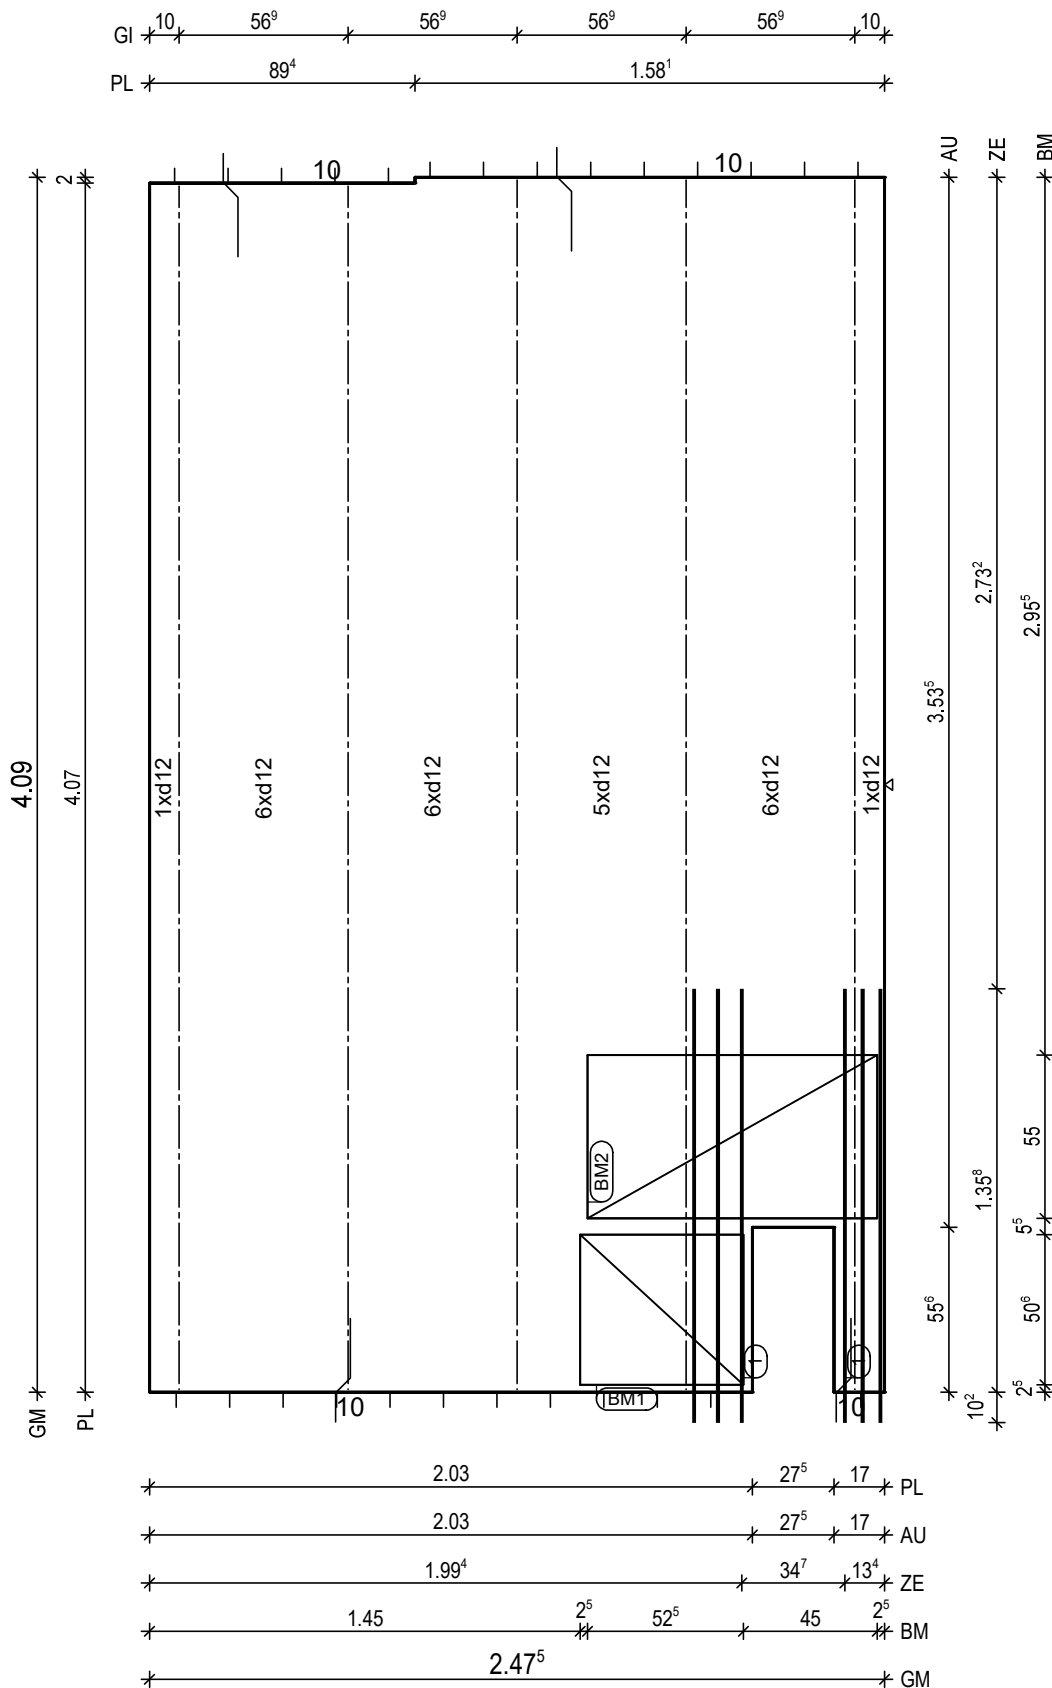 GI 10 56⁹ 56⁹ 56⁹ 56⁹ 10
PL 89⁴ 1.58¹
AU ZE BM
10 10
2
4.09
4.07
1xd12 6xd12 6xd12 5xd12 6xd12 1xd12
3.53⁵
2.73²
2.95⁵
BM2
BM1
1 1
55⁶
1.35⁸
10²
55
5⁵
50⁶
2⁵
10 10
GM PL
2.03 27⁵ 17 PL
2.03 27⁵ 17 AU
1.99⁴ 34⁷ 13⁴ ZE
1.45 2⁵ 52⁵ 45 2⁵ BM
2.47⁵ GM